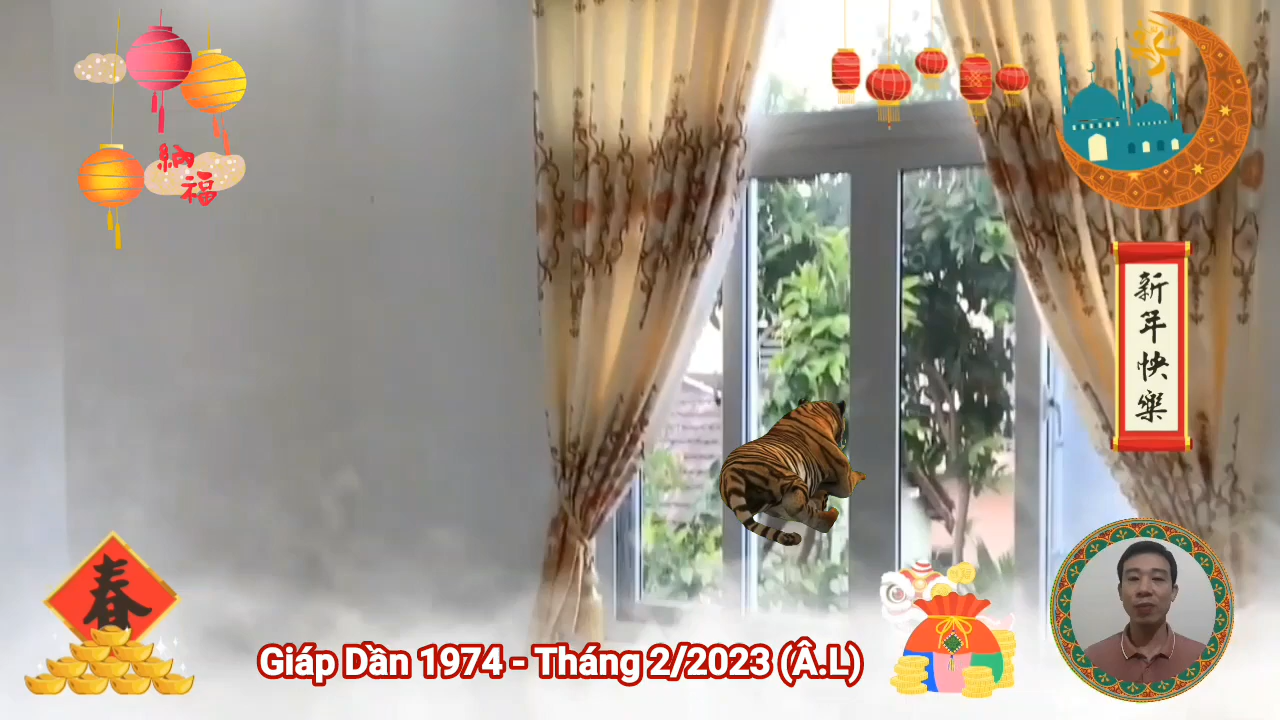 納
福
新
年
快
樂
春
Giáp Dần 1974 - Tháng 2/2023 (Â.L)